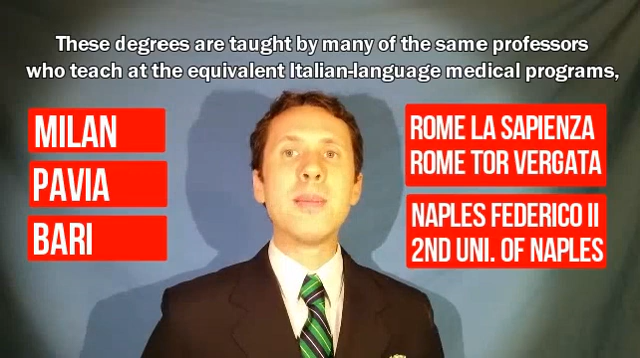 These degrees are taught by many of the same professors
who teach at the equivalent Italian-language medical programs,
MILAN
PAVIA
BARI
ROME LA SAPIENZA
ROME TOR VERGATA
NAPLES FEDERICO II
2ND UNI. OF NAPLES